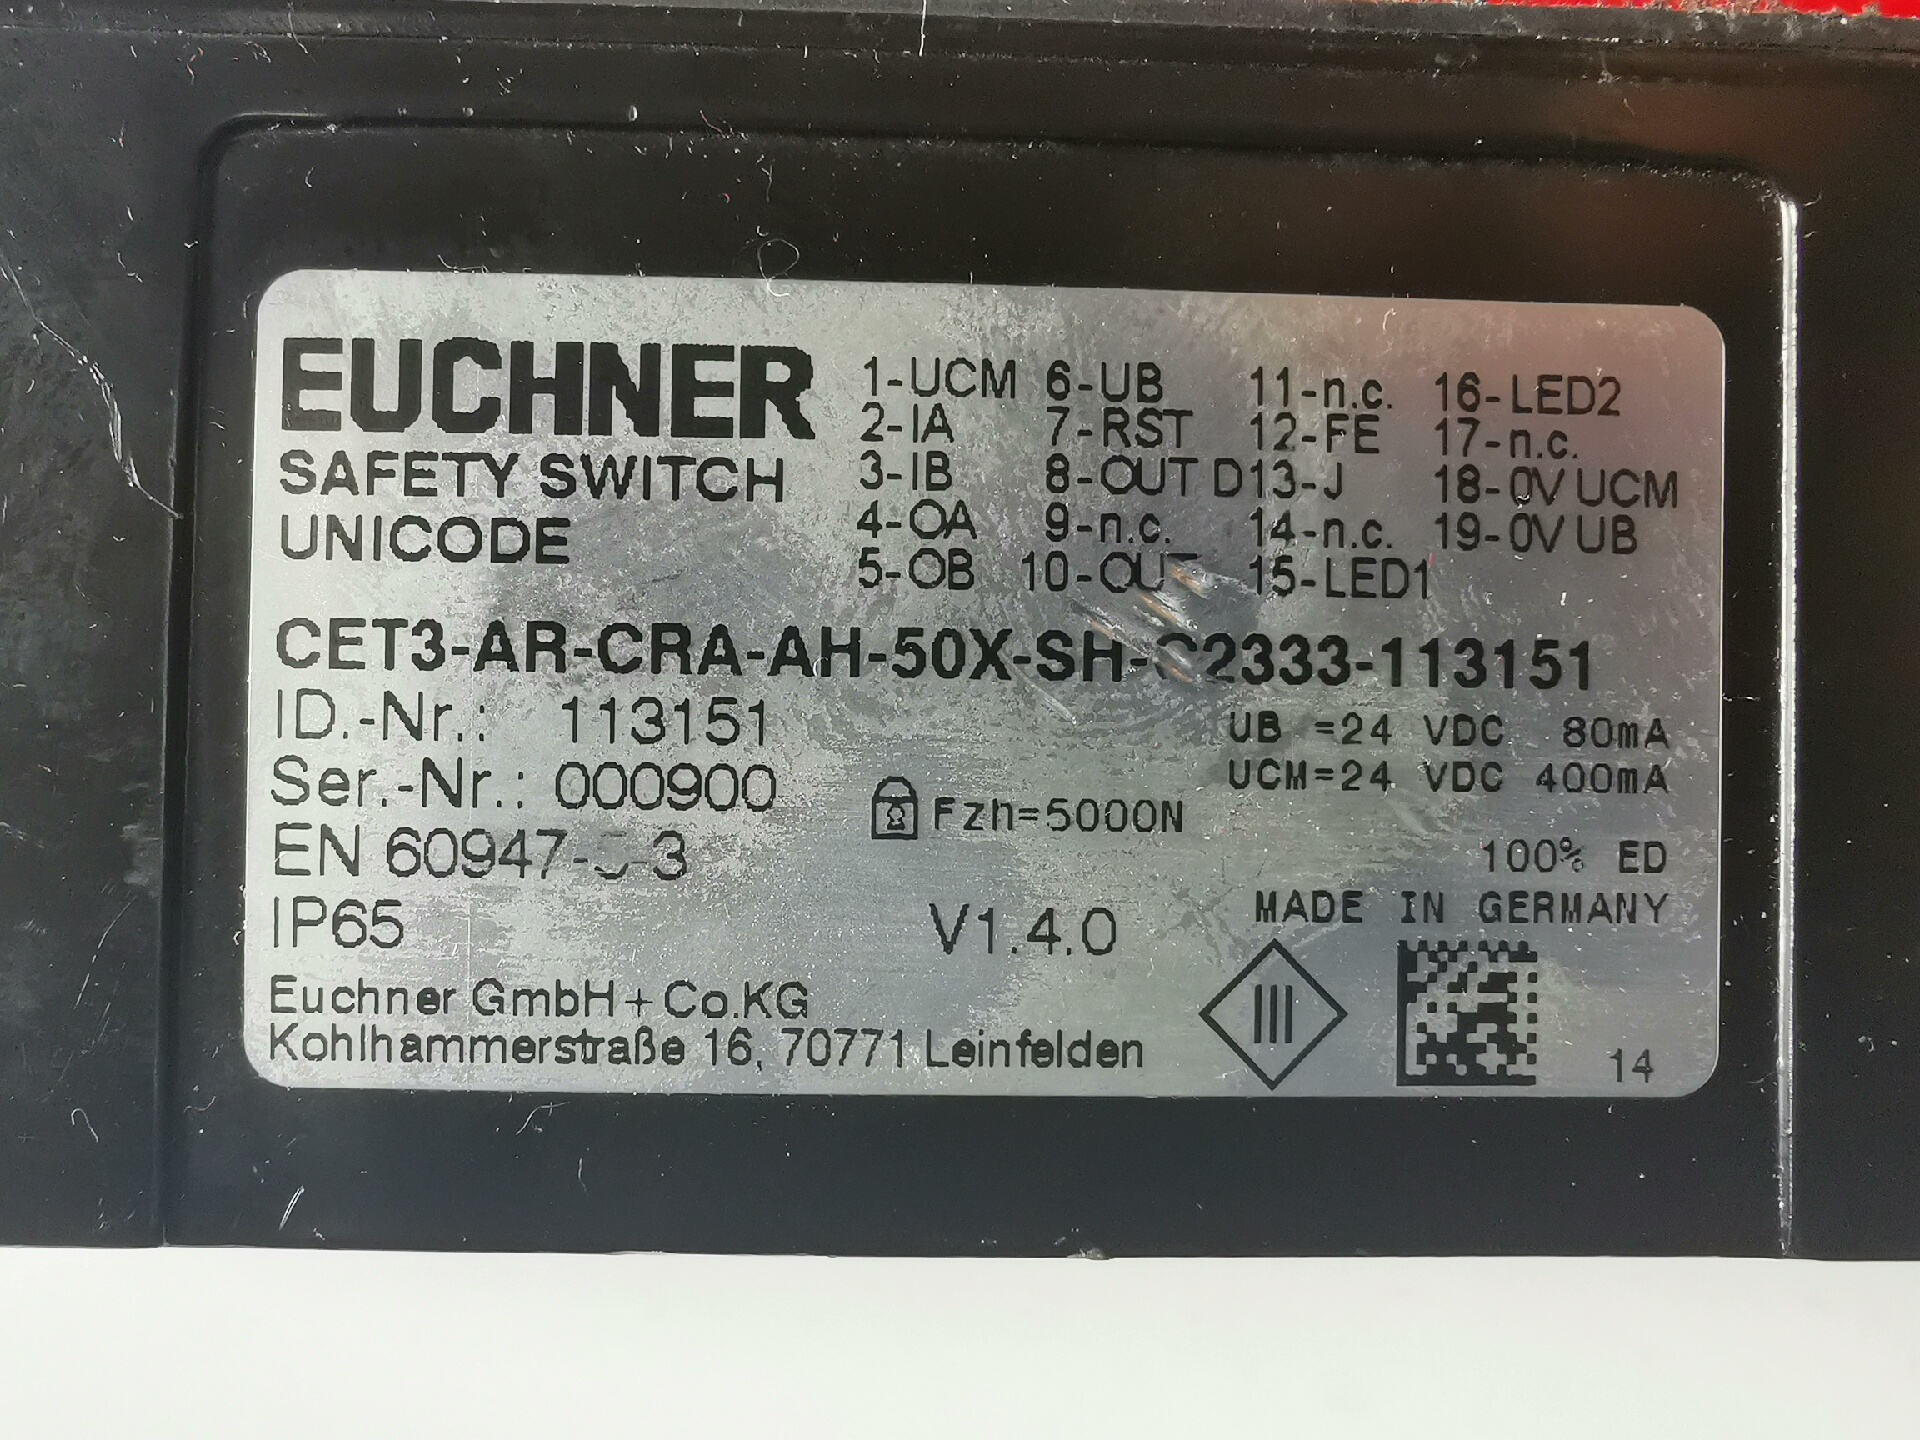 EUCHNER
SAFETY SWITCH
UNICODE
1-UCM 6-UB 11-n.c. 16-LED2
2-IA 7-RST 12-FE 17-n.c.
3-IB 8-OUT D 13-J 18-0V UCM
4-OA 9-n.c. 14-n.c. 19-0V UB
5-OB 15-LED1
CET3-AR-CRA-AH-50X-SH-
ID.-Nr.: 113151
Ser.-Nr.: 000900
EN
IP65
UB =24 VDC 80mA
UCM=24 VDC 400mA
Fzh=5000N
100% ED
V1.4.0
MADE IN GERMANY
Euchner GmbH + Co.KG
Kohlhammerstraße 16, 70771 Leinfelden
III
14